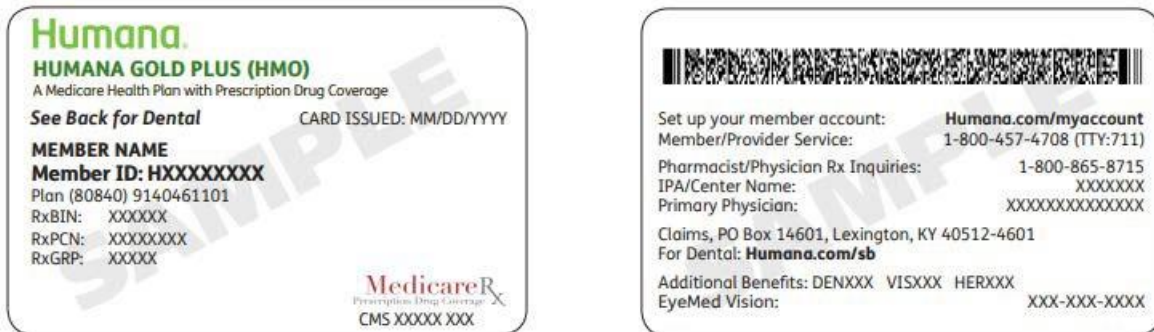 Humana.
HUMANA GOLD PLUS (HMO)
A Medicare Health Plan with Prescription Drug Coverage
See Back for Dental CARD ISSUED: MM/DD/YYYY
MEMBER NAME
Member ID: HXXXXXXXX
Plan (80840) 9140461101
RxBIN: XXXXXX
RxPCN: XXXXXXXX
RxGRP: XXXXX
MedicareRx
Prescription Drug Coverage
CMS XXXXX XXX
SAMPLE
Set up your member account: Humana.com/myaccount
Member/Provider Service: 1-800-457-4708 (TTY:711)
Pharmacist/Physician Rx Inquiries: 1-800-865-8715
IPA/Center Name: XXXXXXX
Primary Physician: XXXXXXXXXXXXXX
Claims, PO Box 14601, Lexington, KY 40512-4601
For Dental: Humana.com/sb
Additional Benefits: DENXXX VISXXX HERXXX
EyeMed Vision: XXX-XXX-XXXX
SAMPLE